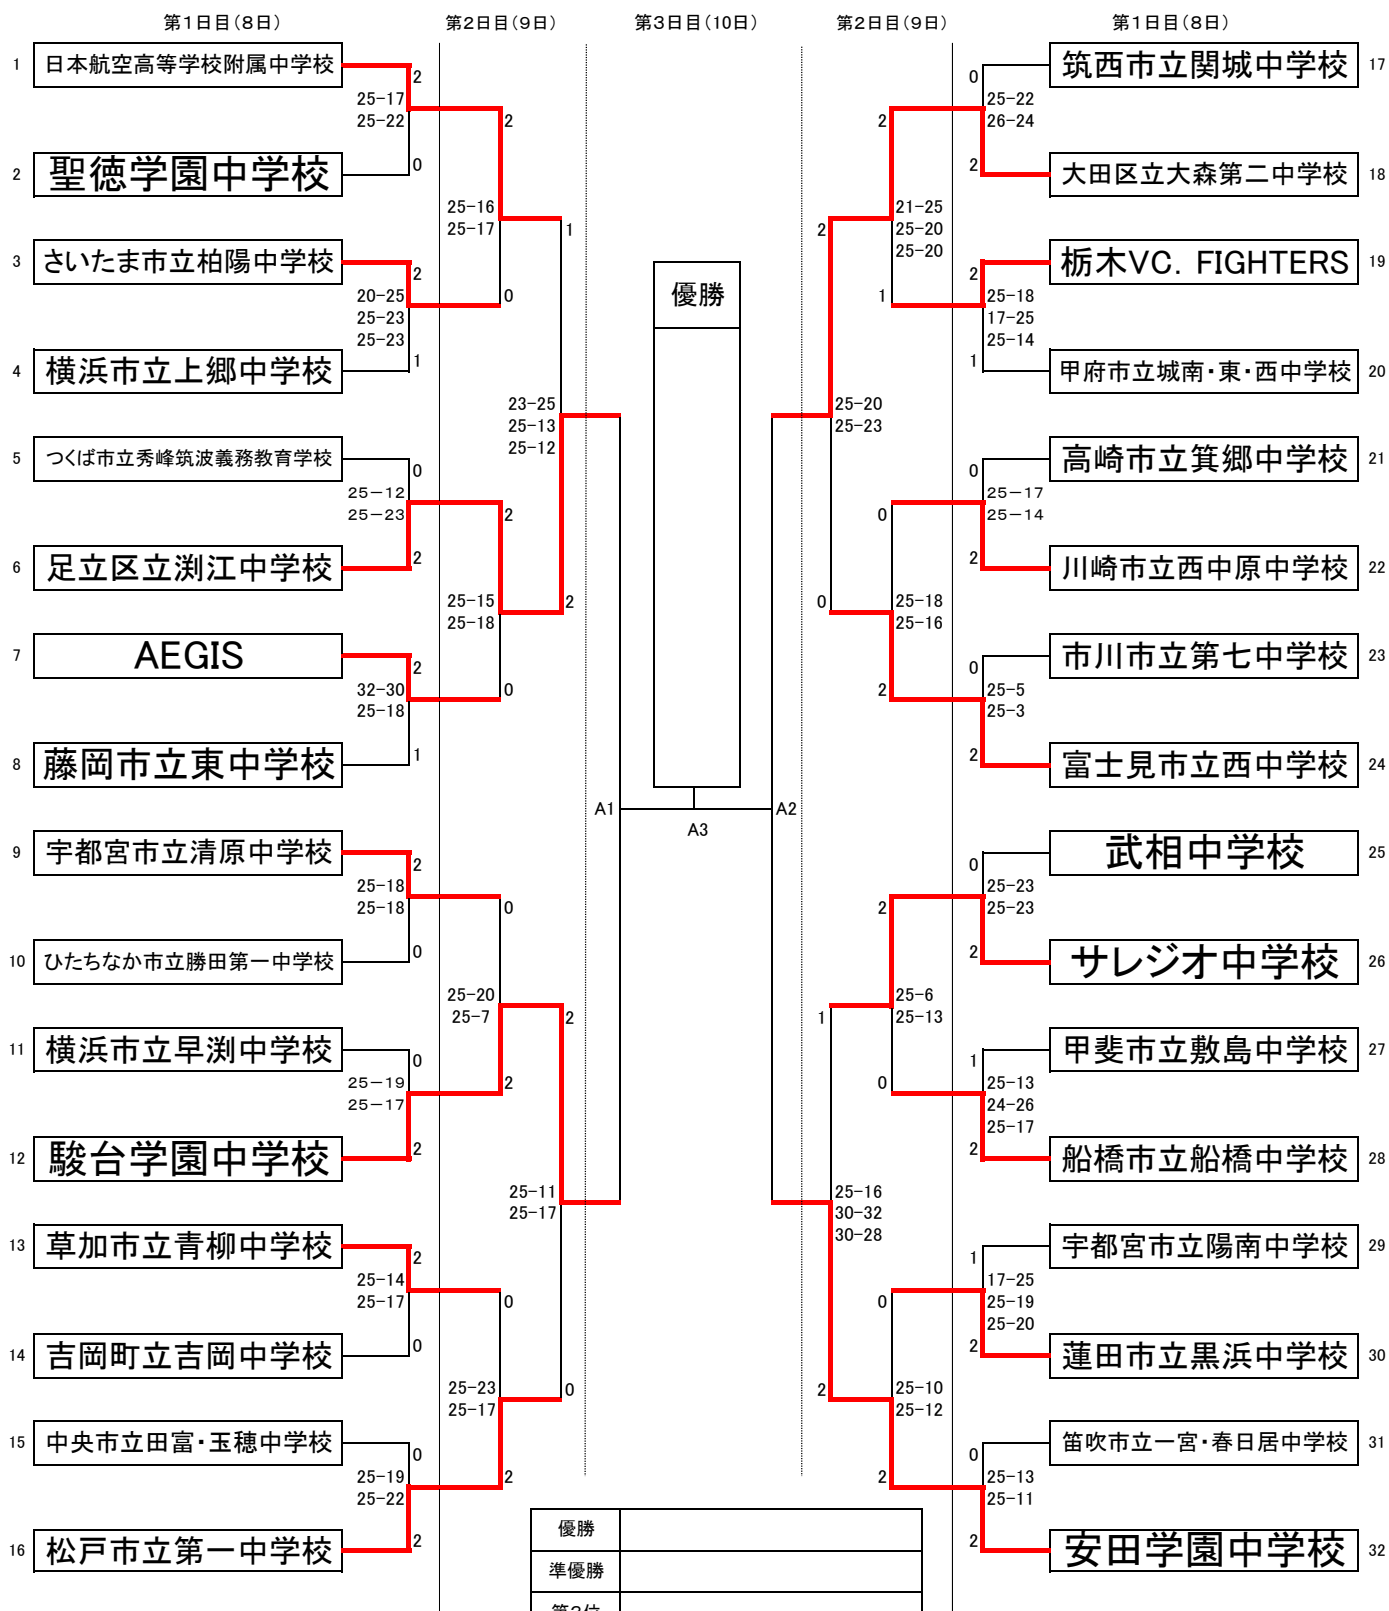 第1日目(8日)
第2日目(9日)
第3日目(10日)
第2日目(9日)
第1日目(8日)
1 日本航空高等学校附属中学校
2
25-17
25-22
0
2 聖徳学園中学校
2
25-16
25-17
0
3 さいたま市立柏陽中学校
2
20-25
25-23
25-23
1
4 横浜市立上郷中学校
1
23-25
25-13
25-12
2
5 つくば市立秀峰筑波義務教育学校
0
25-12
25-23
2
6 足立区立渕江中学校
2
25-15
25-18
0
7 AEGIS
2
32-30
25-18
1
8 藤岡市立東中学校
9 宇都宮市立清原中学校
2
25-18
25-18
0
10 ひたちなか市立勝田第一中学校
0
25-20
25-7
2
11 横浜市立早渕中学校
0
25-19
25-17
2
12 駿台学園中学校
2
25-11
25-17
0
13 草加市立青柳中学校
2
25-14
25-17
0
14 吉岡町立吉岡中学校
0
25-23
25-17
2
15 中央市立田富・玉穂中学校
0
25-19
25-22
2
16 松戸市立第一中学校
優勝
A1
A3
A2
筑西市立関城中学校 17
0
25-22
26-24
2
大田区立大森第二中学校 18
2
21-25
25-20
25-20
1
栃木VC. FIGHTERS 19
2
25-18
17-25
25-14
1
甲府市立城南・東・西中学校 20
2
25-20
25-23
0
高崎市立箕郷中学校 21
0
25-17
25-14
2
川崎市立西中原中学校 22
0
25-18
25-16
2
市川市立第七中学校 23
0
25-5
25-3
2
富士見市立西中学校 24
武相中学校 25
0
25-23
25-23
2
サレジオ中学校 26
2
25-6
25-13
0
甲斐市立敷島中学校 27
1
25-13
24-26
25-17
2
船橋市立船橋中学校 28
1
25-16
30-32
30-28
2
宇都宮市立陽南中学校 29
1
17-25
25-19
25-20
2
蓮田市立黒浜中学校 30
0
25-10
25-12
2
笛吹市立一宮・春日居中学校 31
0
25-13
25-11
2
安田学園中学校 32
優勝
準優勝